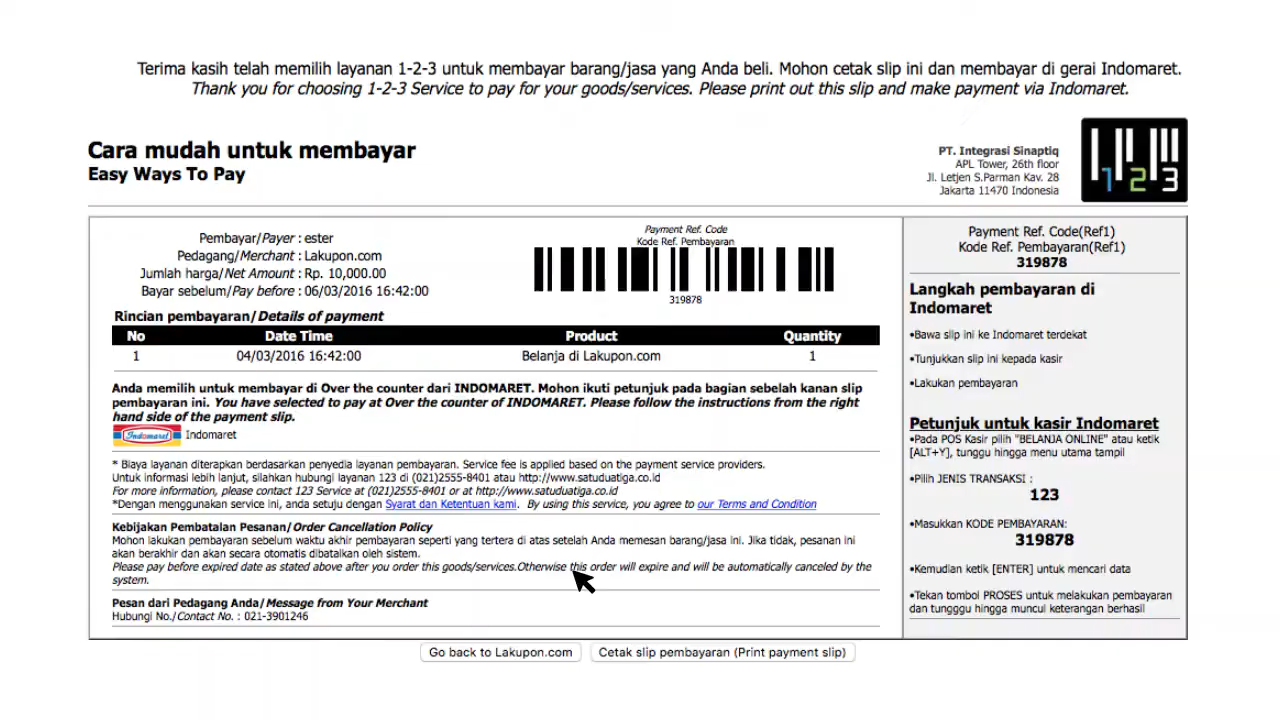 Terima kasih telah memilih layanan 1-2-3 untuk membayar barang/jasa yang Anda beli. Mohon cetak slip ini dan membayar di gerai Indomaret.
Thank you for choosing 1-2-3 Service to pay for your goods/services. Please print out this slip and make payment via Indomaret.
Cara mudah untuk membayar
Easy Ways To Pay
PT. Integrasi Sinaptiq
APL Tower, 26th floor
Jl. Letjen S.Parman Kav. 28
Jakarta 11470 Indonesia
1 2 3
Pembayar/Payer : ester
Pedagang/Merchant : Lakupon.com
Jumlah harga/Net Amount : Rp. 10,000.00
Bayar sebelum/Pay before : 06/03/2016 16:42:00
Payment Ref. Code
Kode Ref. Pembayaran
319878
Rincian pembayaran/Details of payment
No Date Time Product Quantity
1 04/03/2016 16:42:00 Belanja di Lakupon.com 1
Anda memilih untuk membayar di Over the counter dari INDOMARET. Mohon ikuti petunjuk pada bagian sebelah kanan slip
pembayaran ini. You have selected to pay at Over the counter of INDOMARET. Please follow the instructions from the right
hand side of the payment slip.
Indomaret Indomaret
* Biaya layanan diterapkan berdasarkan penyedia layanan pembayaran. Service fee is applied based on the payment service providers.
Untuk informasi lebih lanjut, silahkan hubungi layanan 123 di (021)2555-8401 atau http://www.satuduatiga.co.id
For more information, please contact 123 Service at (021)2555-8401 or at http://www.satuduatiga.co.id
*Dengan menggunakan service ini, anda setuju dengan Syarat dan Ketentuan kami. By using this service, you agree to our Terms and Condition
Kebijakan Pembatalan Pesanan/Order Cancellation Policy
Mohon lakukan pembayaran sebelum waktu akhir pembayaran seperti yang tertera di atas setelah Anda memesan barang/jasa ini. Jika tidak, pesanan ini
akan berakhir dan akan secara otomatis dibatalkan oleh sistem.
Please pay before expired date as stated above after you order this goods/services.Otherwise this order will expire and will be automatically canceled by the
system.
Pesan dari Pedagang Anda/Message from Your Merchant
Hubungi No./Contact No. : 021-3901246
Payment Ref. Code(Ref1)
Kode Ref. Pembayaran(Ref1)
319878
Langkah pembayaran di
Indomaret
•Bawa slip ini ke Indomaret terdekat
•Tunjukkan slip ini kepada kasir
•Lakukan pembayaran
Petunjuk untuk kasir Indomaret
•Pada POS Kasir pilih "BELANJA ONLINE" atau ketik
[ALT+Y], tunggu hingga menu utama tampil
•Pilih JENIS TRANSAKSI :
123
•Masukkan KODE PEMBAYARAN:
319878
•Kemudian ketik [ENTER] untuk mencari data
•Tekan tombol PROSES untuk melakukan pembayaran
dan tungggu hingga muncul keterangan berhasil
Go back to Lakupon.com
Cetak slip pembayaran (Print payment slip)